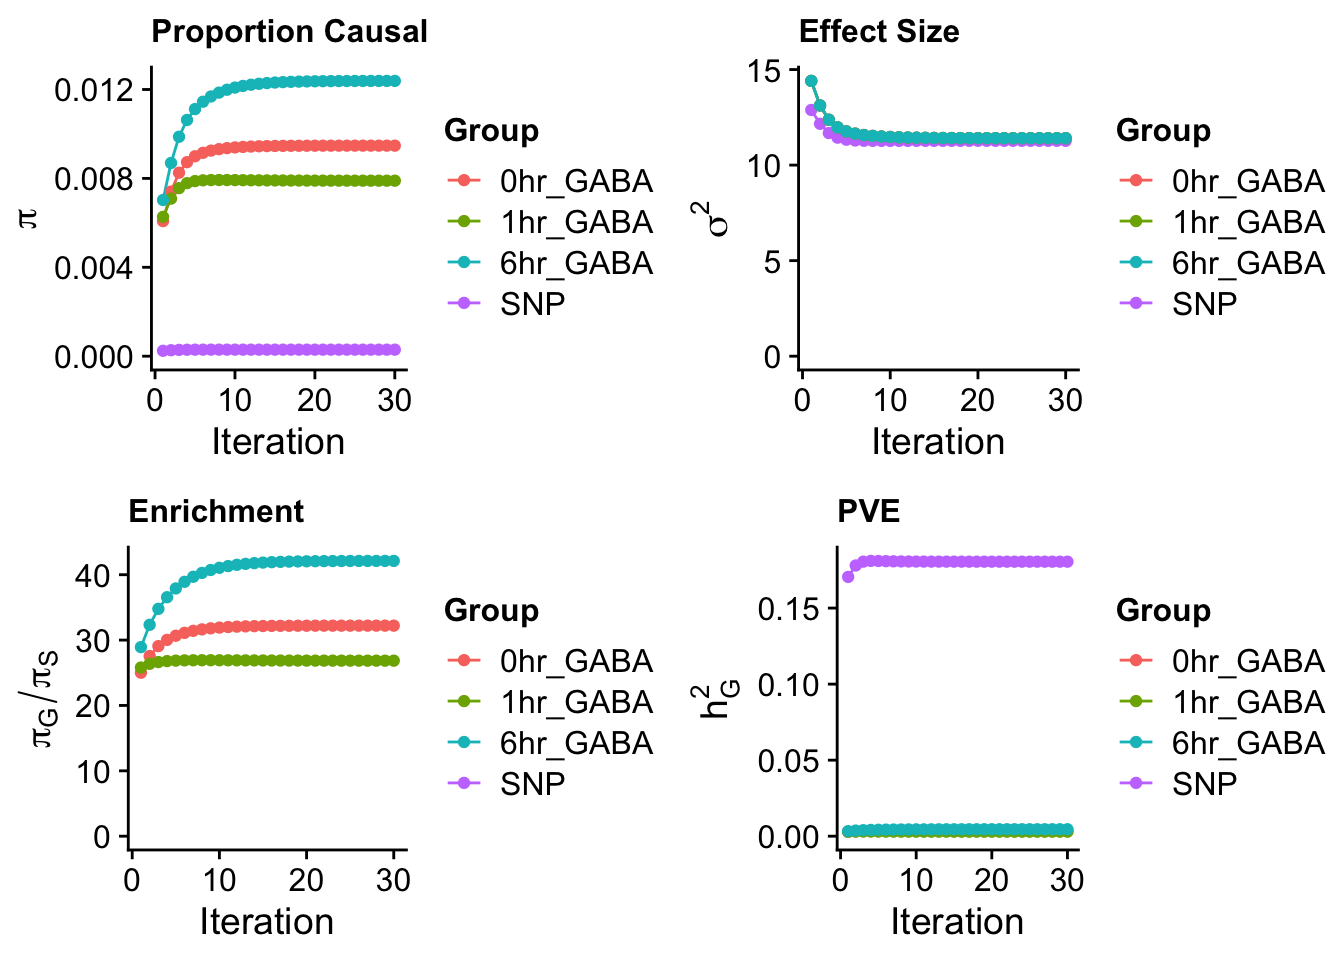 Proportion Causal
0.012
0.008
0.004
0.000
π
0 10 20 30
Iteration
Group
0hr_GABA
1hr_GABA
6hr_GABA
SNP
Effect Size
15
10
5
0
σ²
0 10 20 30
Iteration
Group
0hr_GABA
1hr_GABA
6hr_GABA
SNP
Enrichment
40
30
20
10
0
π_G/π_S
0 10 20 30
Iteration
Group
0hr_GABA
1hr_GABA
6hr_GABA
SNP
PVE
0.15
0.10
0.05
0.00
h²_G
0 10 20 30
Iteration
Group
0hr_GABA
1hr_GABA
6hr_GABA
SNP